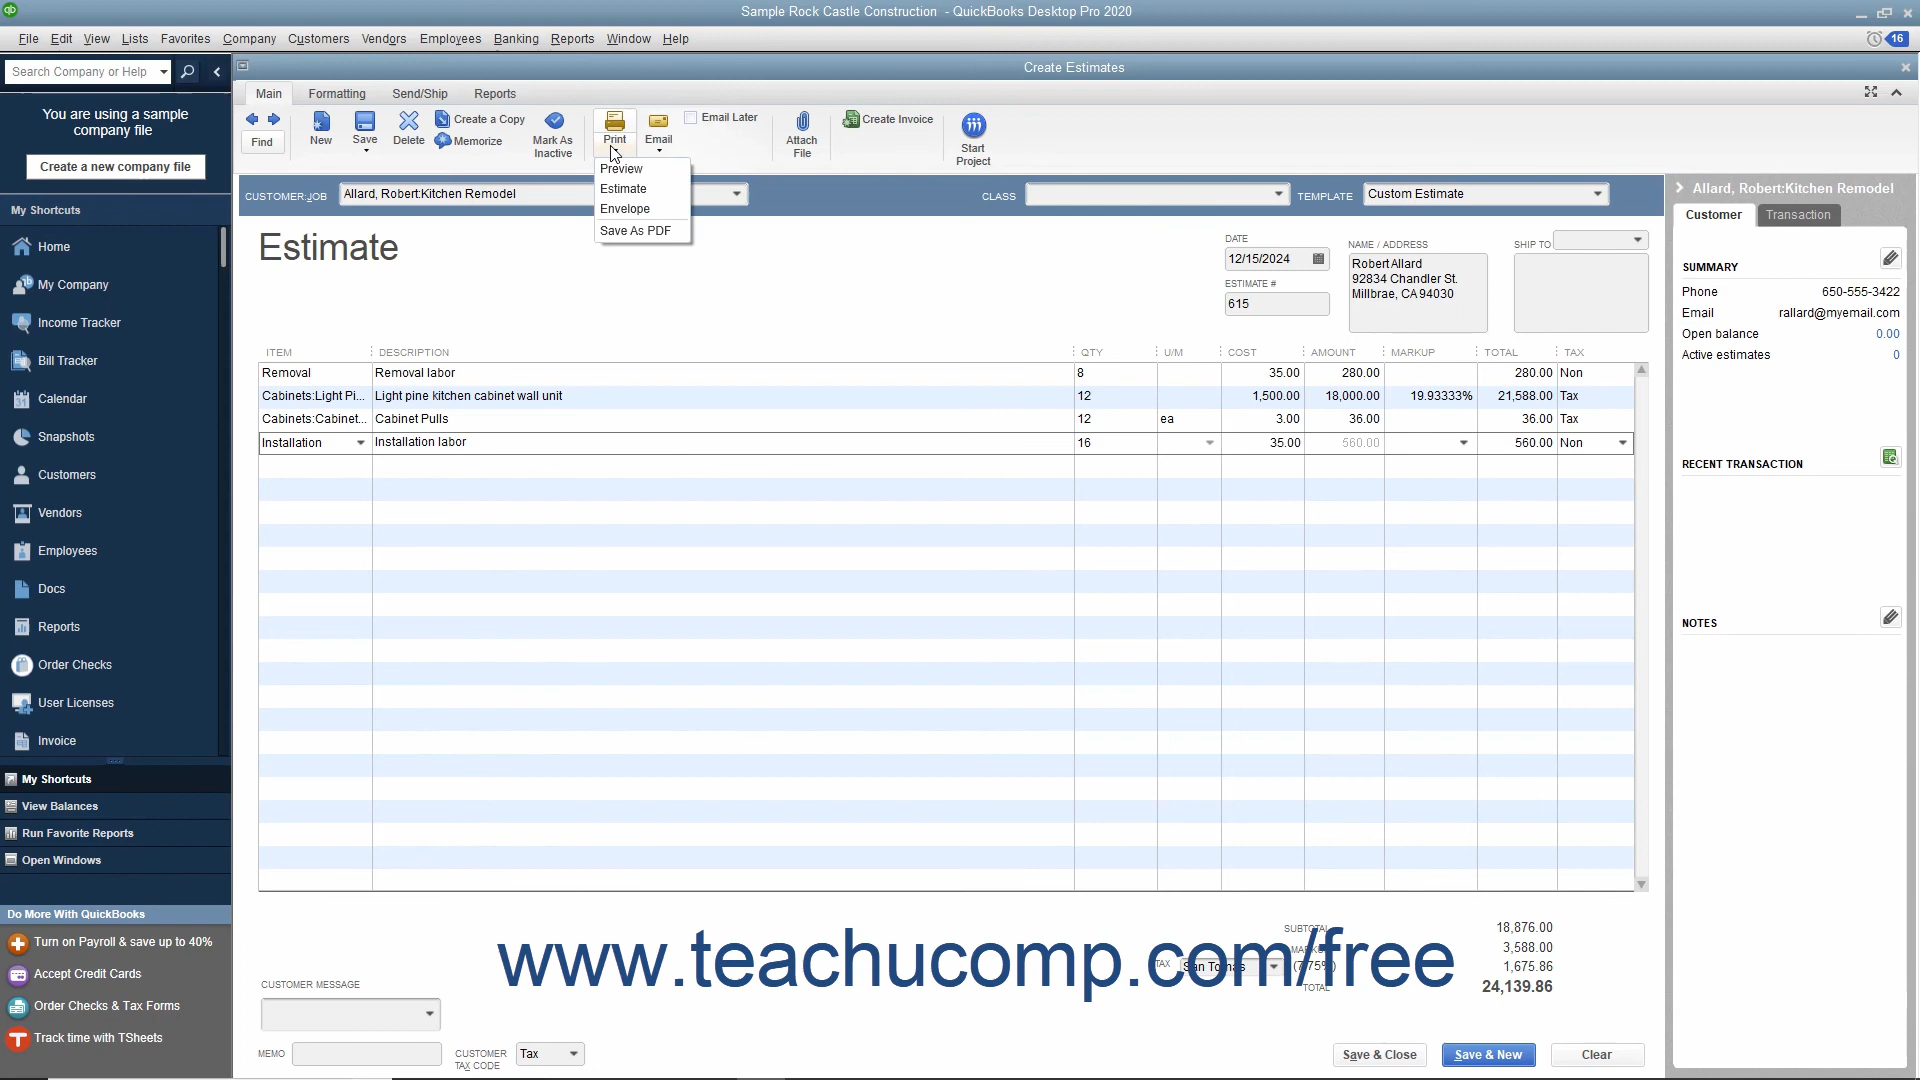 Sample Rock Castle Construction - QuickBooks Desktop Pro 2020
File Edit View Lists Favorites Company Customers Vendors Employees Banking Reports Window Help
16
Search Company or Help
Create Estimates
You are using a sample
company file
Create a new company file
Main Formatting Send/Ship Reports
Find
New
Save
Delete
Create a Copy
Memorize
Mark As
Inactive
Print
Email
Email Later
Attach
File
Create Invoice
Start
Project
Preview
Estimate
Envelope
Save As PDF
CUSTOMER:JOB Allard, Robert:Kitchen Remodel
CLASS
TEMPLATE Custom Estimate
My Shortcuts
Home
My Company
Income Tracker
Bill Tracker
Calendar
Snapshots
Customers
Vendors
Employees
Docs
Reports
Order Checks
User Licenses
Invoice
My Shortcuts
View Balances
Run Favorite Reports
Open Windows
Do More With QuickBooks
Turn on Payroll & save up to 40%
Accept Credit Cards
Order Checks & Tax Forms
Track time with TSheets
Estimate
DATE
12/15/2024
ESTIMATE #
615
NAME / ADDRESS
Robert Allard
92834 Chandler St.
Millbrae, CA 94030
SHIP TO
ITEM DESCRIPTION QTY U/M COST AMOUNT MARKUP TOTAL TAX
Removal Removal labor 8 35.00 280.00 280.00 Non
Cabinets:Light Pi... Light pine kitchen cabinet wall unit 12 1,500.00 18,000.00 19.93333% 21,588.00 Tax
Cabinets:Cabinet... Cabinet Pulls 12 ea 3.00 36.00 36.00 Tax
Installation Installation labor 16 35.00 560.00 560.00 Non
SUBTOTAL 18,876.00
3,588.00
TAX San Tomas (7.75%) 1,675.86
TOTAL 24,139.86
www.teachucomp.com/free
CUSTOMER MESSAGE
MEMO
CUSTOMER
TAX CODE
Tax
Save & Close
Save & New
Clear
Allard, Robert:Kitchen Remodel
Customer Transaction
SUMMARY
Phone 650-555-3422
Email rallard@myemail.com
Open balance 0.00
Active estimates 0
RECENT TRANSACTION
NOTES